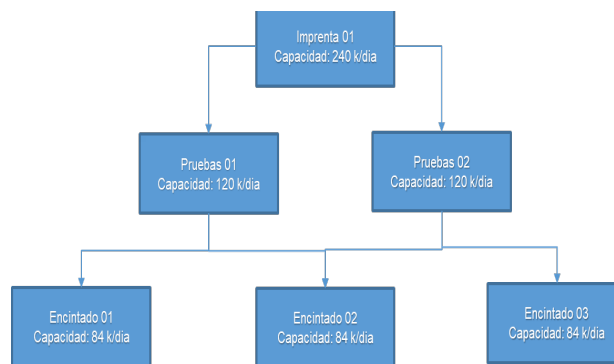 Imprenta 01
Capacidad: 240 k/dia
Pruebas 01
Capacidad: 120 k/dia
Pruebas 02
Capacidad: 120 k/dia
Encintado 01
Capacidad: 84 k/dia
Encintado 02
Capacidad: 84 k/dia
Encintado 03
Capacidad: 84 k/dia